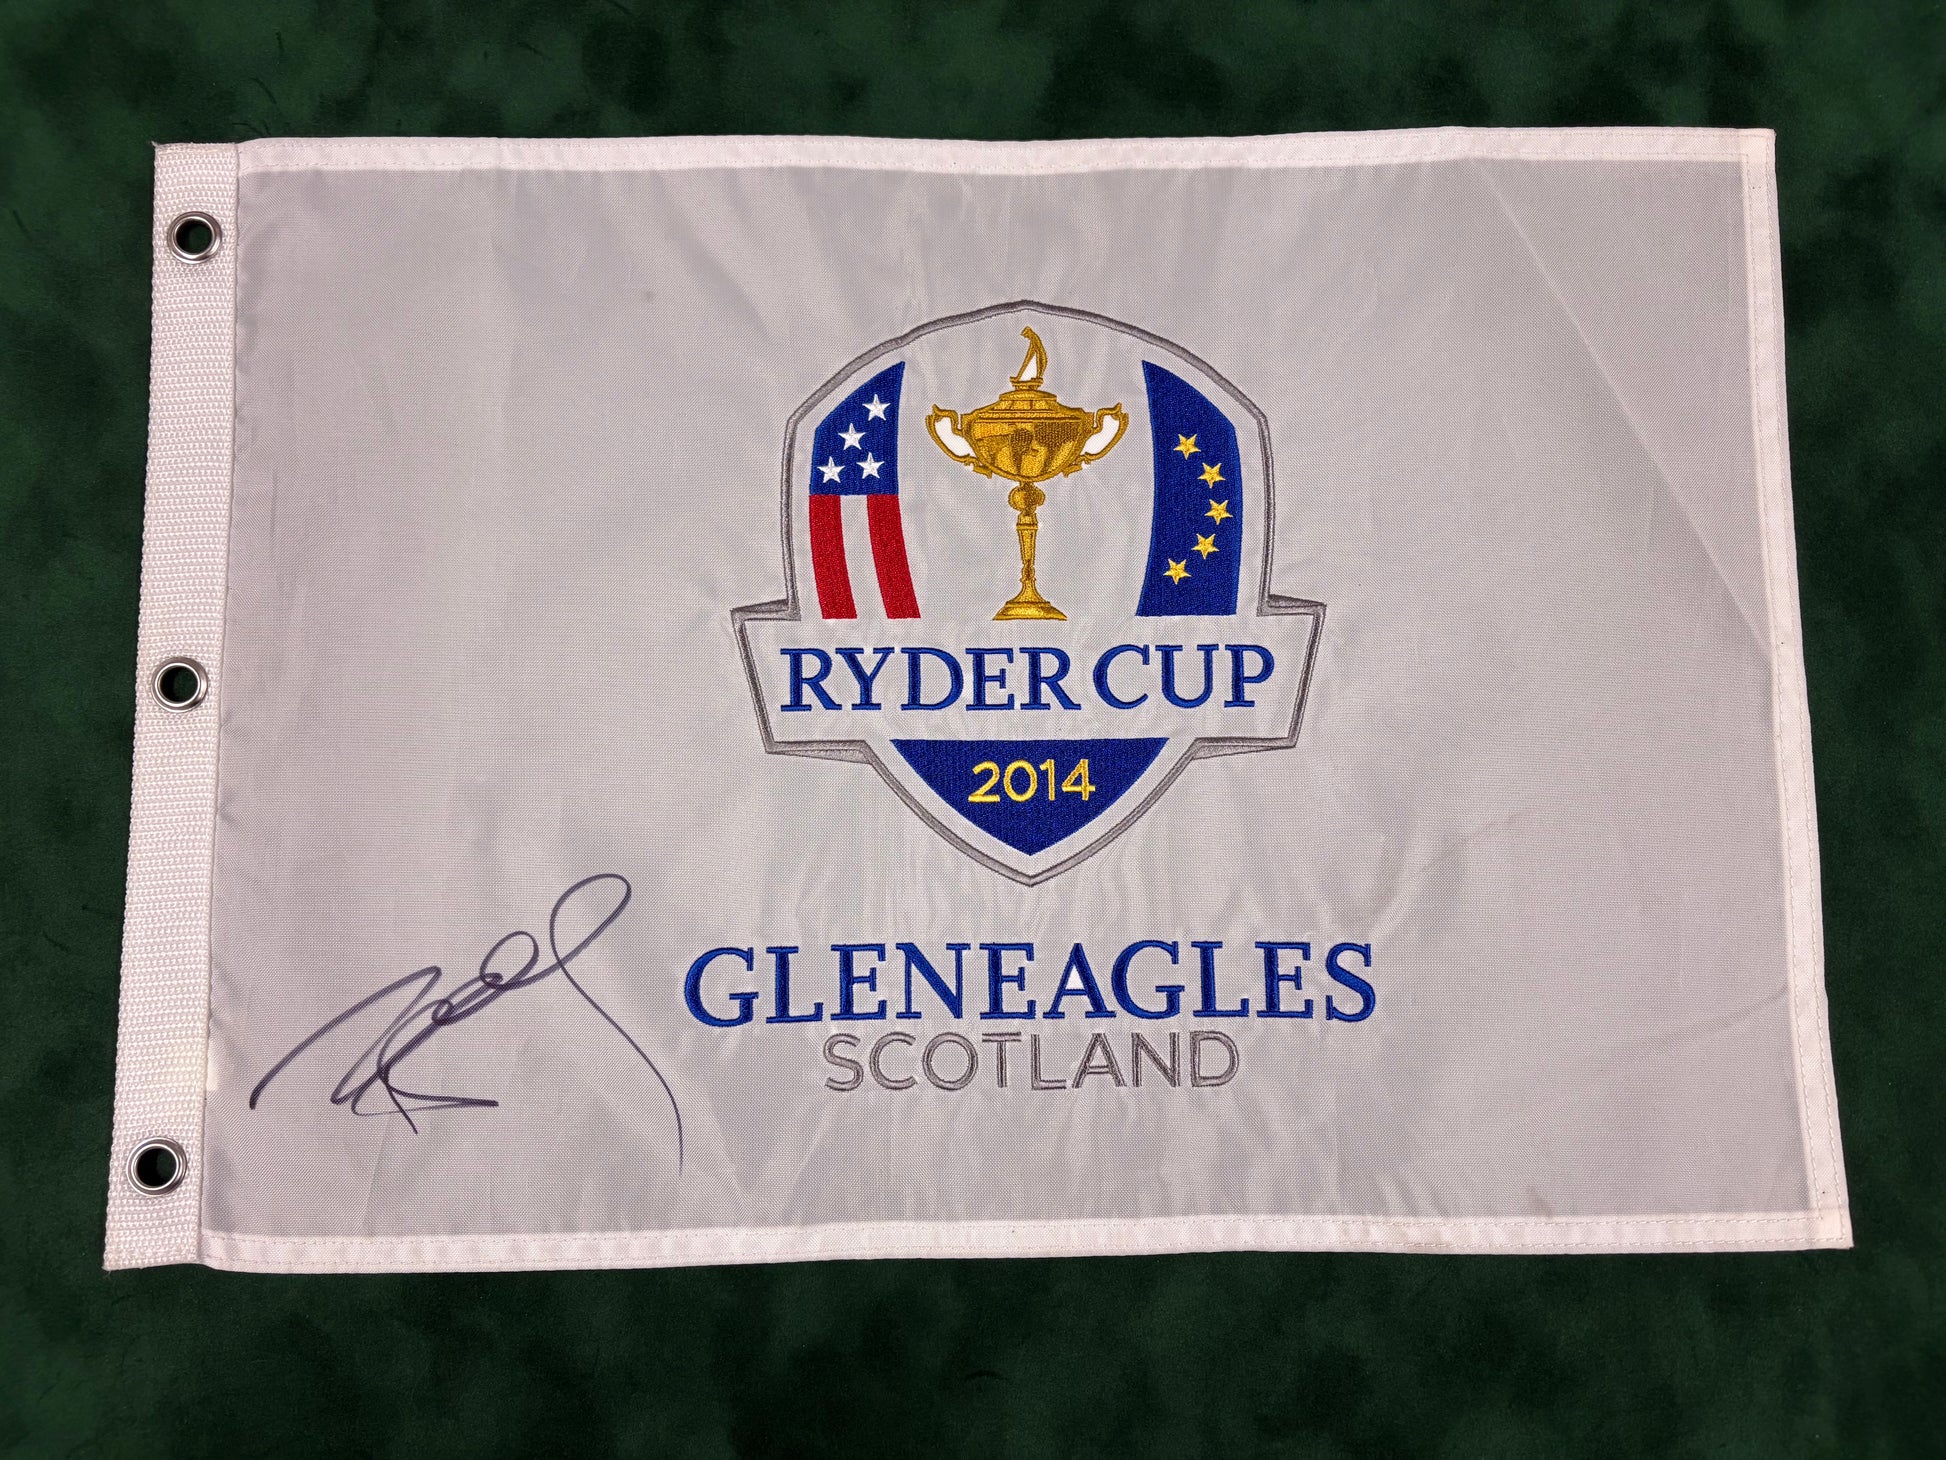 RYDER CUP
2014
GLENEAGLES
SCOTLAND